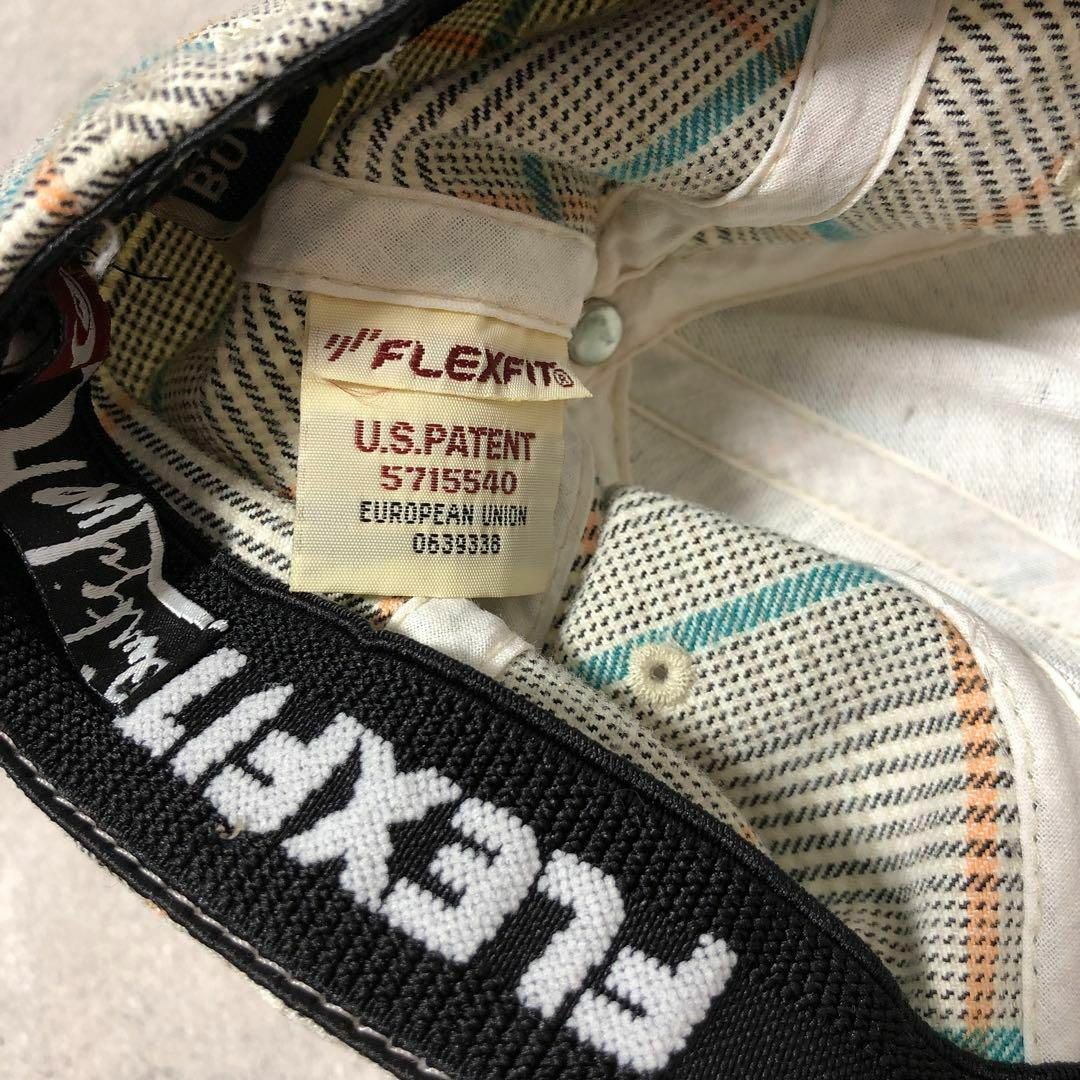 FLEXFIT®
U.S.PATENT
5715540
EUROPEAN UNION
0639336
FLEXFIT